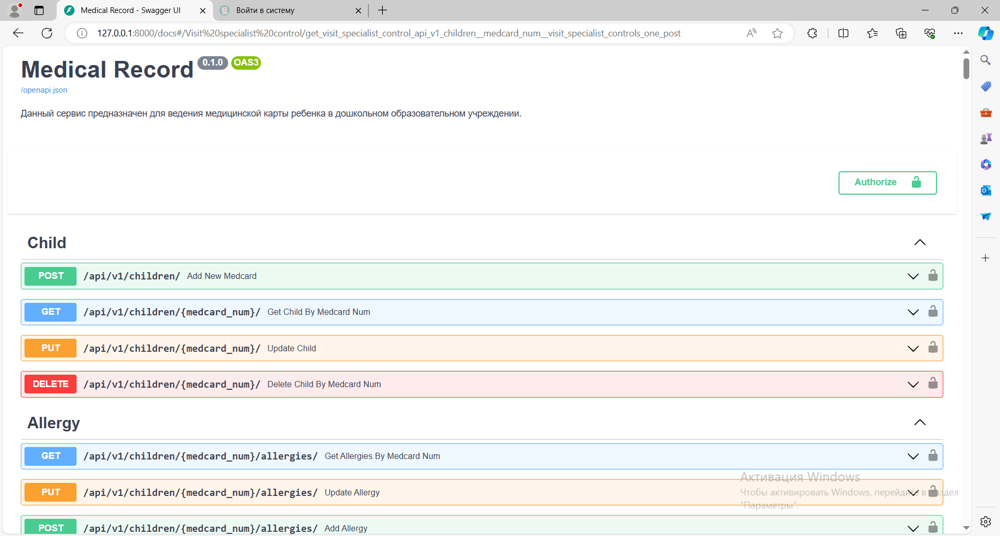 Medical Record - Swagger UI
Войти в систему
127.0.0.1:8000/docs#/Visit%20specialist%20control/get_visit_specialist_control_api_v1_children__medcard_num__visit_specialist_controls_one_post
Medical Record 0.1.0 OAS3
/openapi.json
Данный сервис предназначен для ведения медицинской карты ребенка в дошкольном образовательном учреждении.
Authorize
Child
POST /api/v1/children/ Add New Medcard
GET /api/v1/children/{medcard_num}/ Get Child By Medcard Num
PUT /api/v1/children/{medcard_num}/ Update Child
DELETE /api/v1/children/{medcard_num}/ Delete Child By Medcard Num
Allergy
GET /api/v1/children/{medcard_num}/allergies/ Get Allergies By Medcard Num
Активация Windows
PUT /api/v1/children/{medcard_num}/allergies/ Update Allergy
Чтобы активировать Windows, перейдите в раздел
"Параметры".
POST /api/v1/children/{medcard_num}/allergies/ Add Allergy